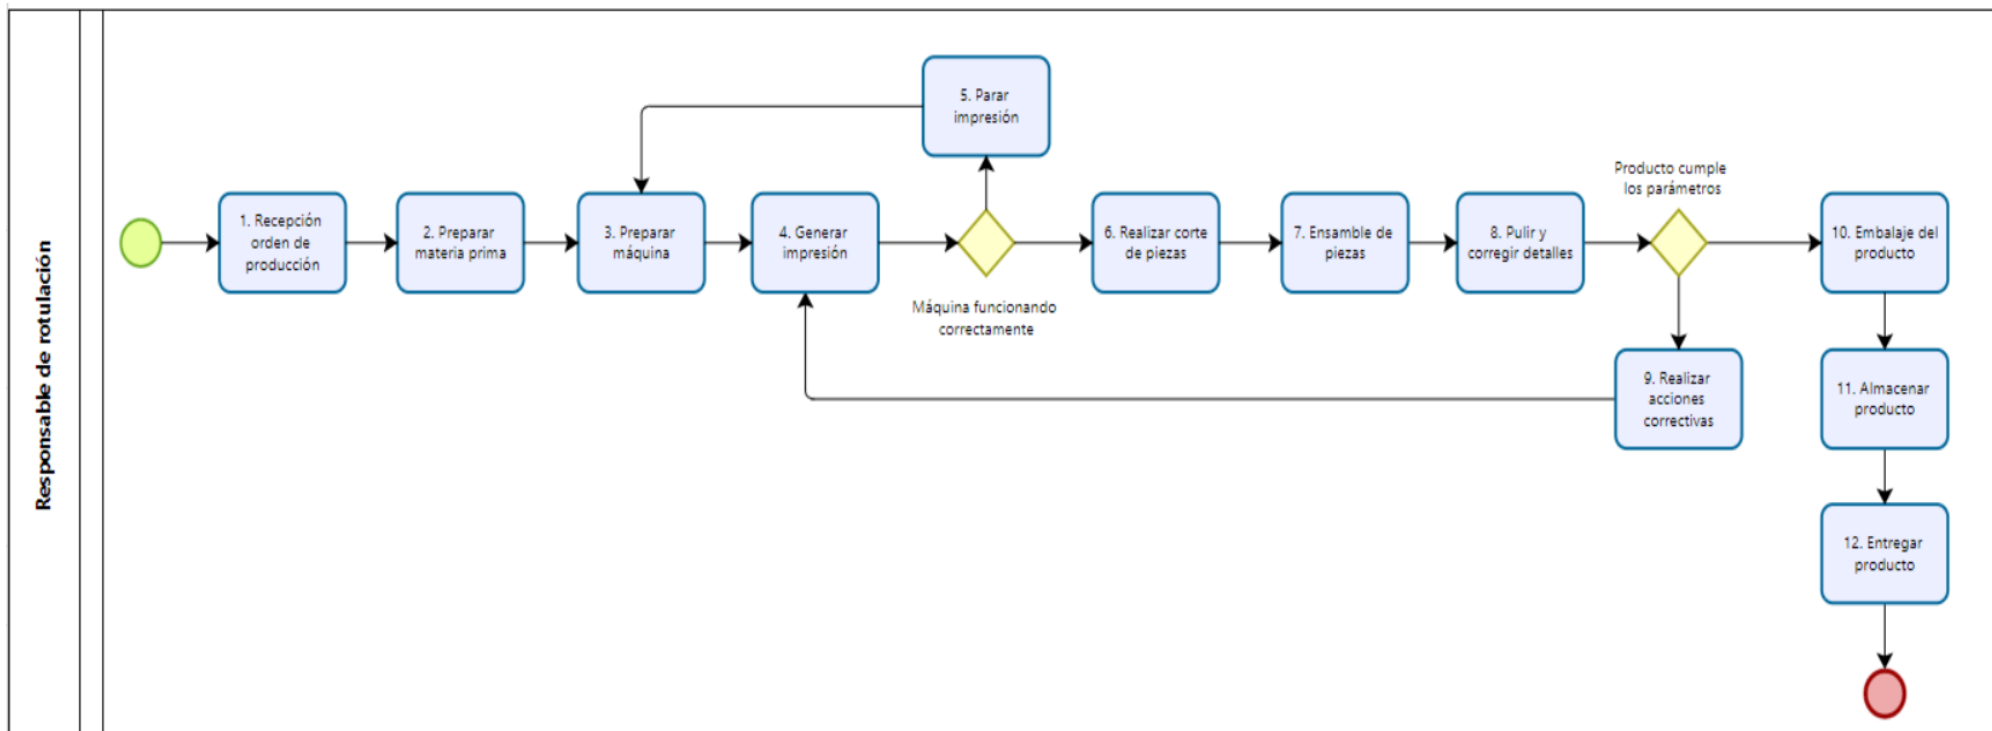 Responsable de rotulación
1. Recepción
orden de
producción
2. Preparar
materia prima
3. Preparar
máquina
4. Generar
impresión
5. Parar
impresión
Máquina funcionando
correctamente
6. Realizar corte
de piezas
7. Ensamble de
piezas
8. Pulir y
corregir detalles
Producto cumple
los parámetros
9. Realizar
acciones
correctivas
10. Embalaje del
producto
11. Almacenar
producto
12. Entregar
producto